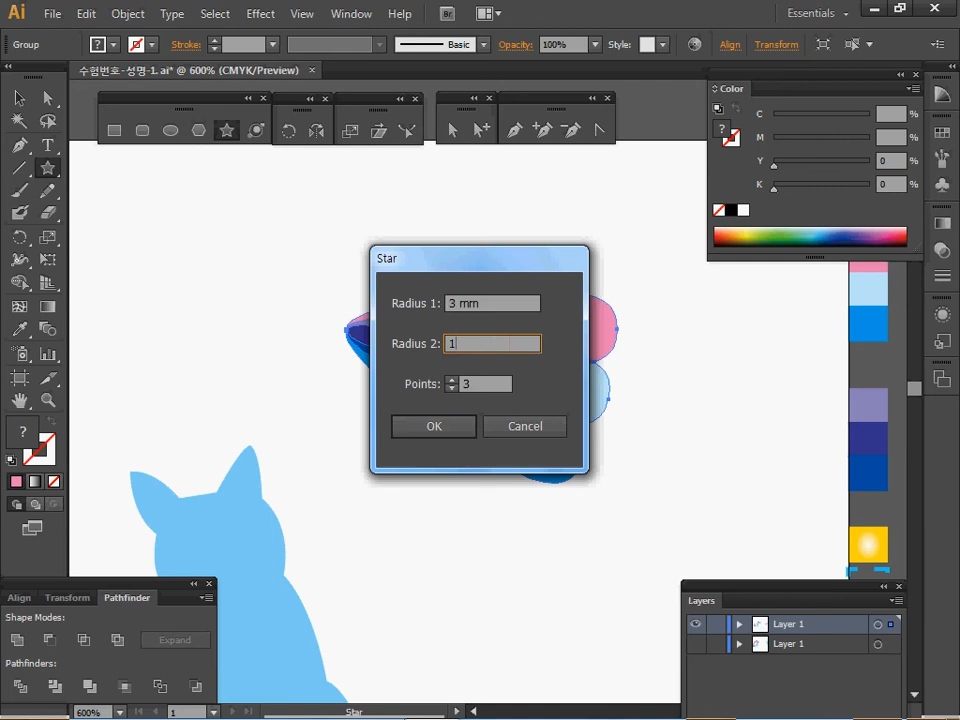 Ai File Edit Object Type Select Effect View Window Help Br Essentials
Group ? Stroke: Basic Opacity: 100% Style: Align Transform
수험번호-성명-1. ai* @ 600% (CMYK/Preview)
Color
C %
M %
Y 0 %
K 0 %
?
Star
Radius 1: 3 mm
Radius 2: 1
Points: 3
OK Cancel
?
Align Transform Pathfinder
Shape Modes:
Expand
Pathfinders:
Layers
Layer 1
Layer 1
600% 1 Star